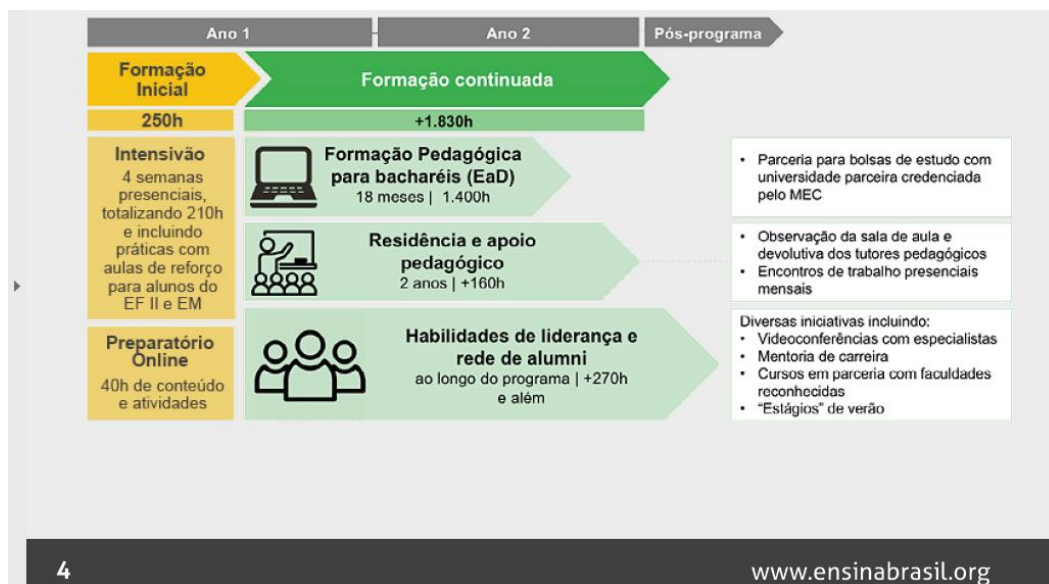 Ano 1
Ano 2
Pós-programa
Formação
Inicial
Formação continuada
250h
+1.830h
Intensivão
4 semanas
presenciais,
totalizando 210h
e incluindo
práticas com
aulas de reforço
para alunos do
EF II e EM
Preparatório
Online
40h de conteúdo
e atividades
Formação Pedagógica
para bacharéis (EaD)
18 meses | 1.400h
• Parceria para bolsas de estudo com
universidade parceira credenciada
pelo MEC
Residência e apoio
pedagógico
2 anos | +160h
• Observação da sala de aula e
devolutiva dos tutores pedagógicos
• Encontros de trabalho presenciais
mensais
Habilidades de liderança e
rede de alumni
ao longo do programa | +270h
e além
Diversas iniciativas incluindo:
• Videoconferências com especialistas
• Mentoria de carreira
• Cursos em parceria com faculdades
reconhecidas
• “Estágios” de verão
4
www.ensinabrasil.org